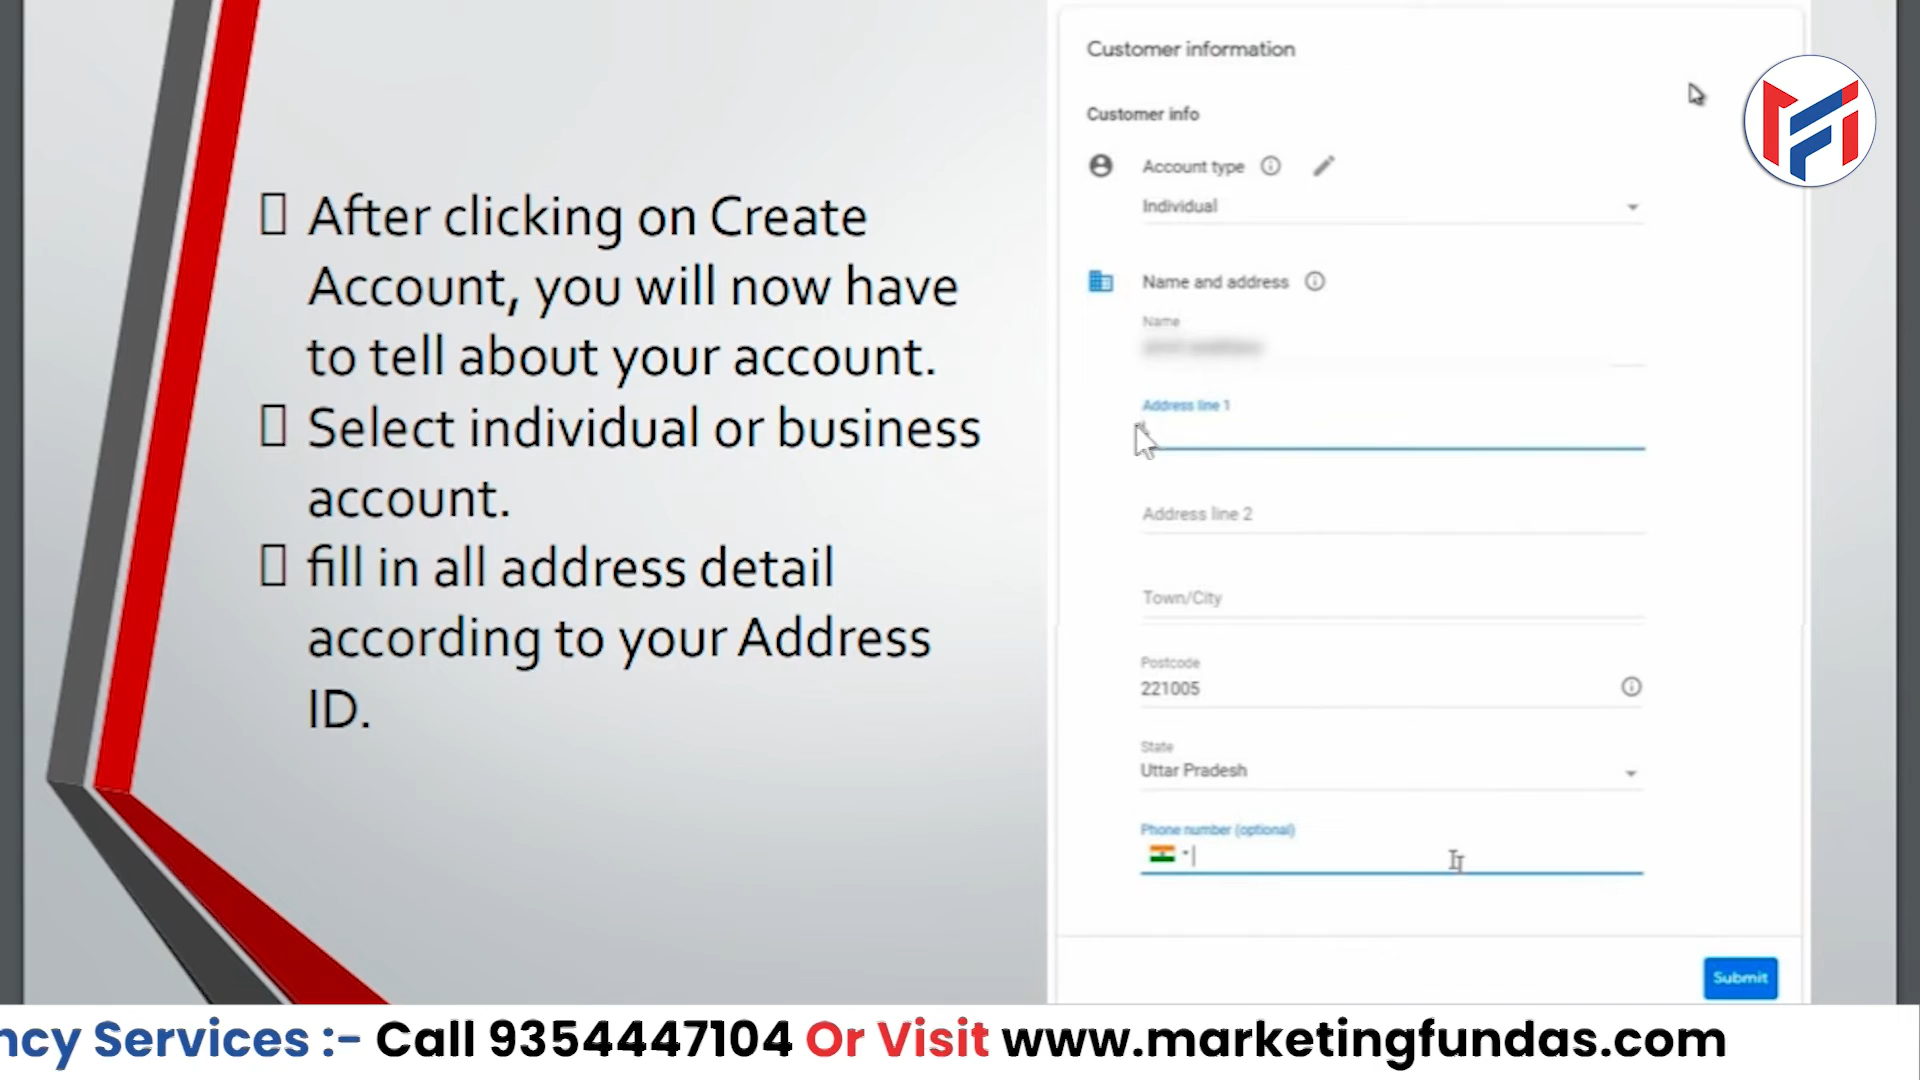 After clicking on Create
Account, you will now have
to tell about your account.
Select individual or business
account.
fill in all address detail
according to your Address
ID.
Customer information
Customer info
Account type
Individual
Name and address
Name
Address line 1
Address line 2
Town/City
Postcode
221005
State
Uttar Pradesh
Phone number (optional)
Submit
ncy Services :- Call 9354447104 Or Visit www.marketingfundas.com